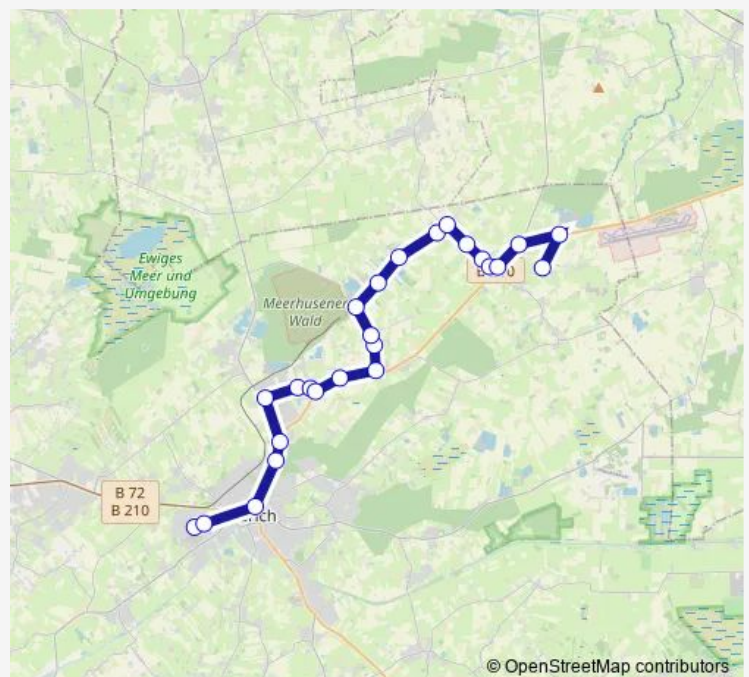 Ewiges
Meer und
Umgebung
Meerhusener
Wald
B 72
B 210
© OpenStreetMap contributors